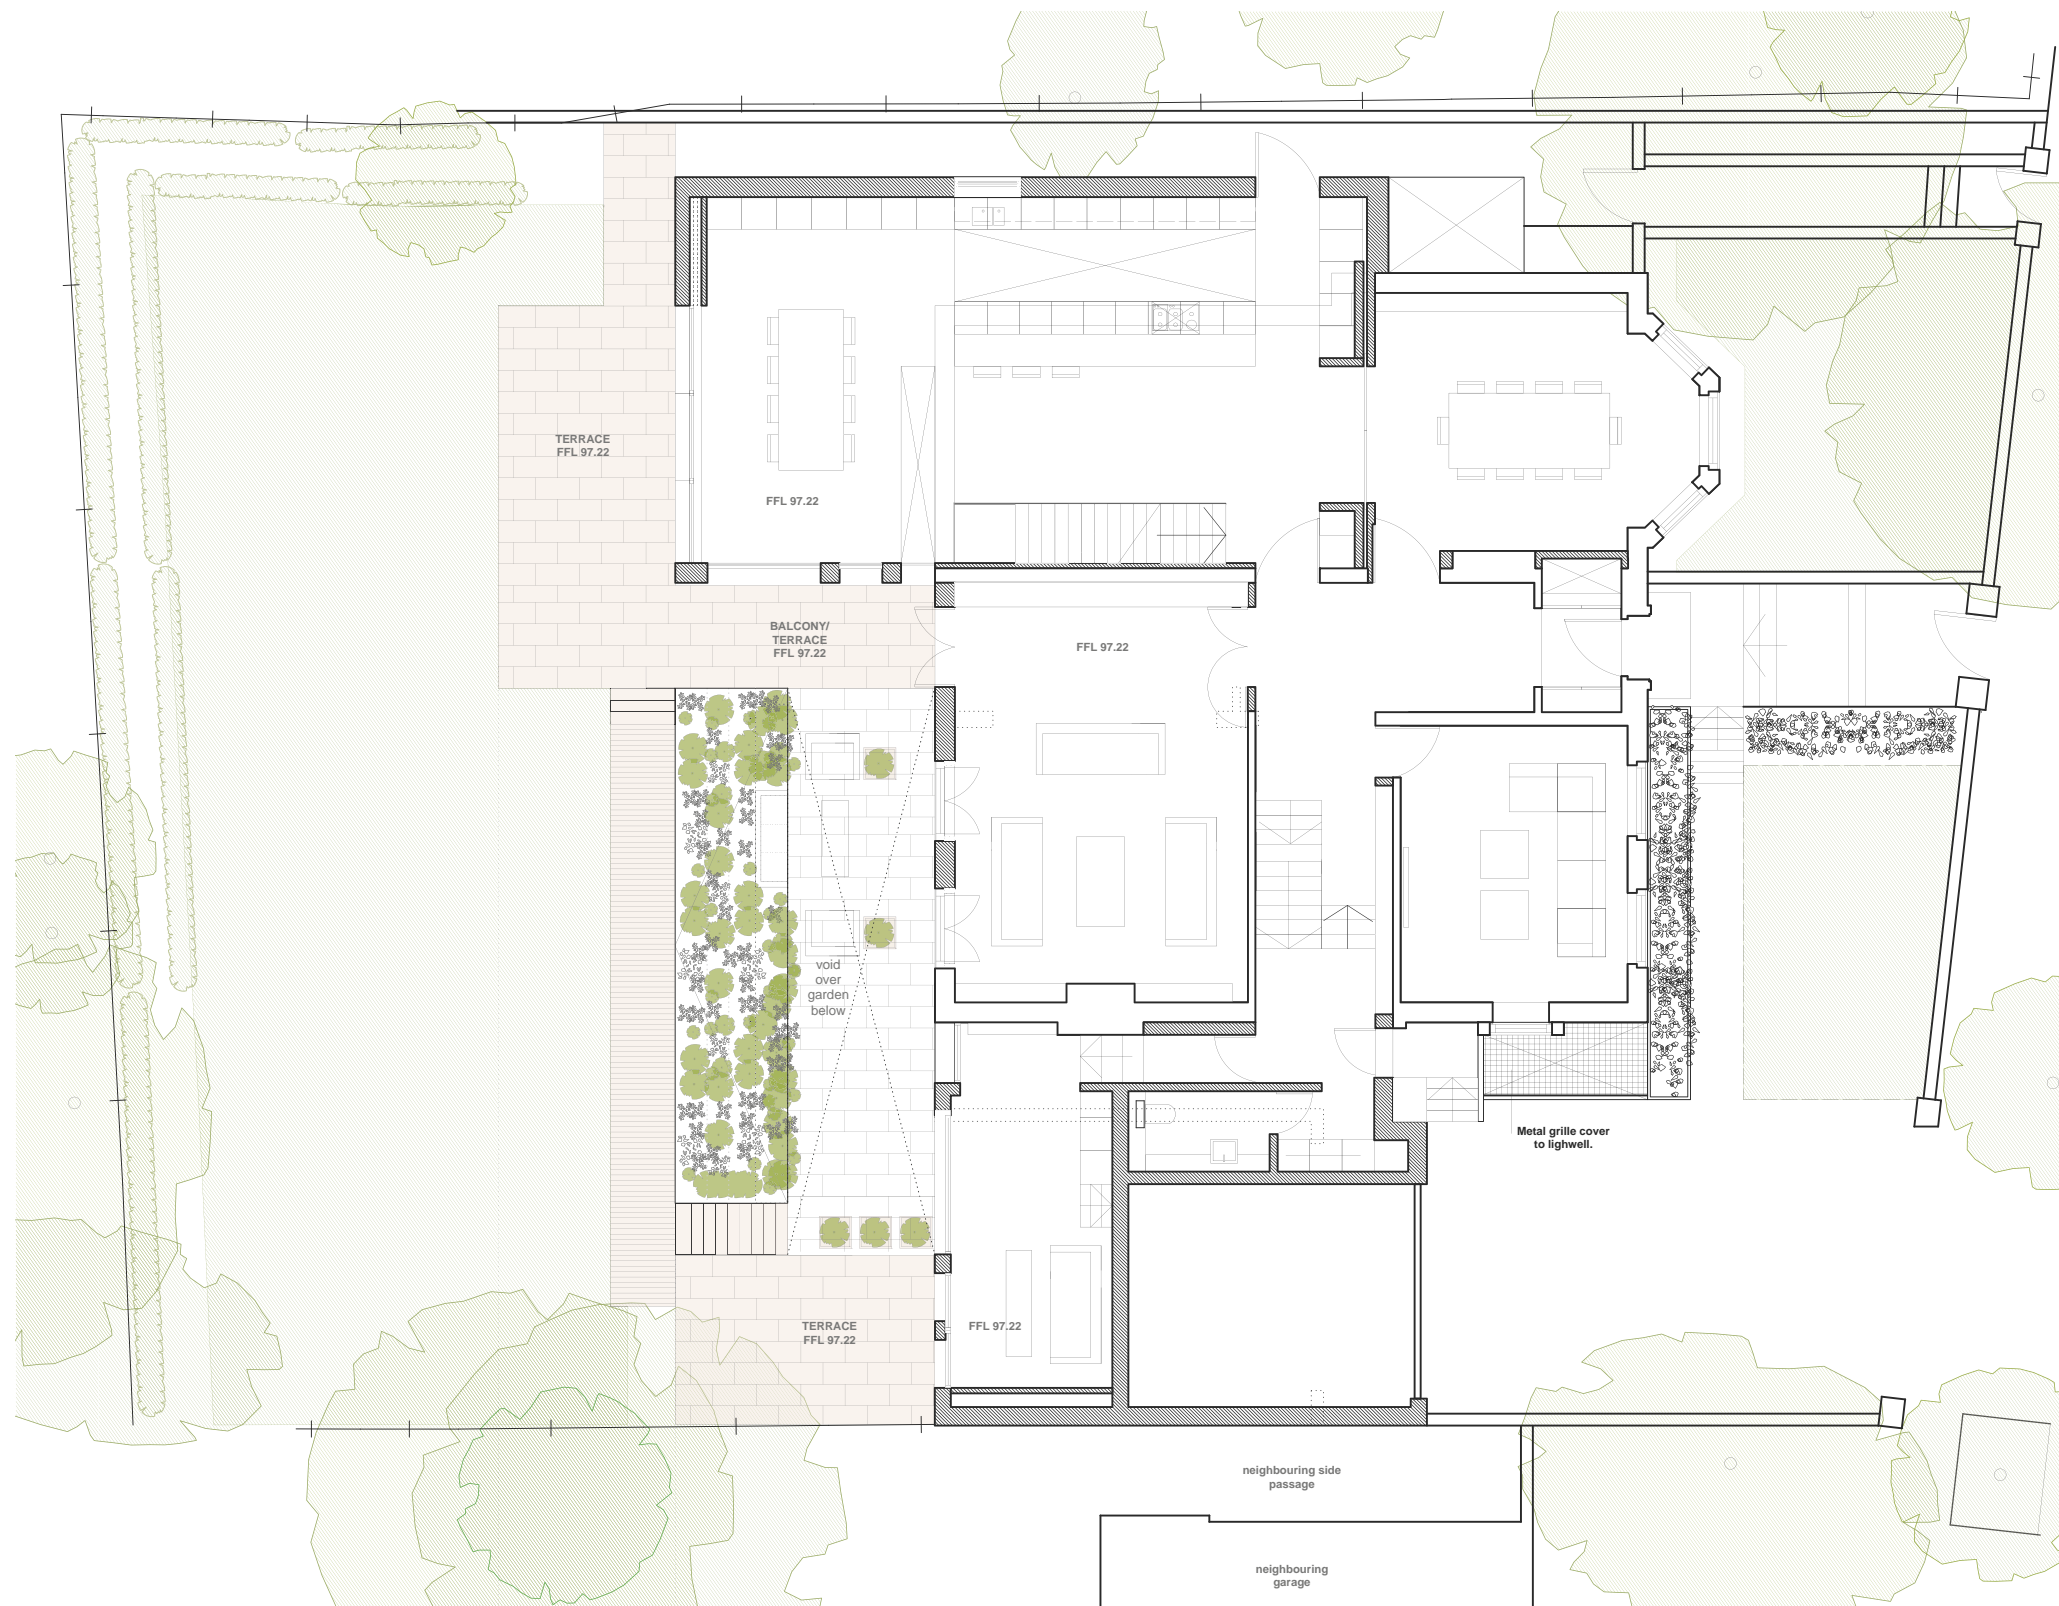 TERRACE
FFL 97.22
FFL 97.22
BALCONY/
TERRACE
FFL 97.22
FFL 97.22
void
over
garden
below
Metal grille cover
to lighwell.
TERRACE
FFL 97.22
FFL 97.22
neighbouring side
passage
neighbouring
garage